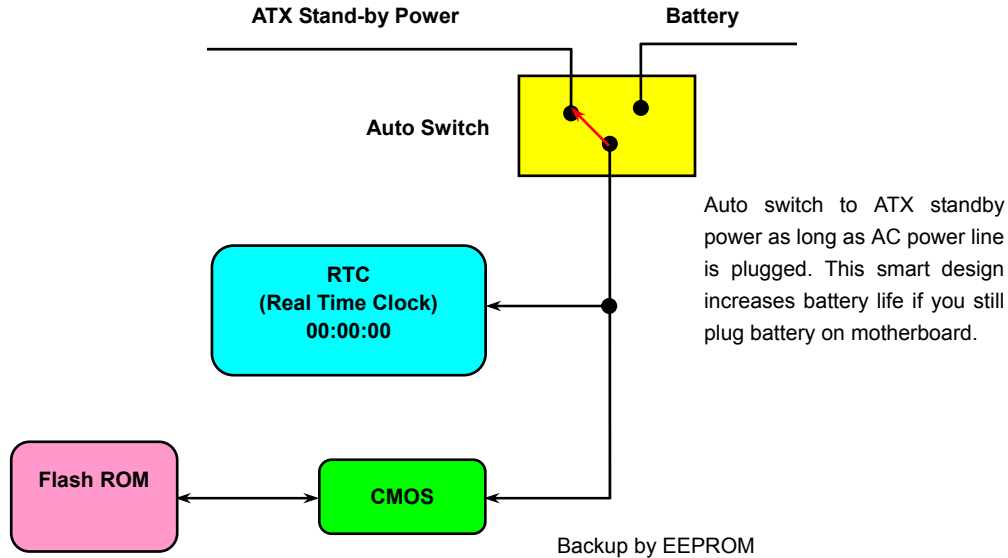 ATX Stand-by Power
Battery
Auto Switch
Auto switch to ATX standby
power as long as AC power line
is plugged. This smart design
increases battery life if you still
plug battery on motherboard.
RTC
(Real Time Clock)
00:00:00
Flash ROM
CMOS
Backup by EEPROM